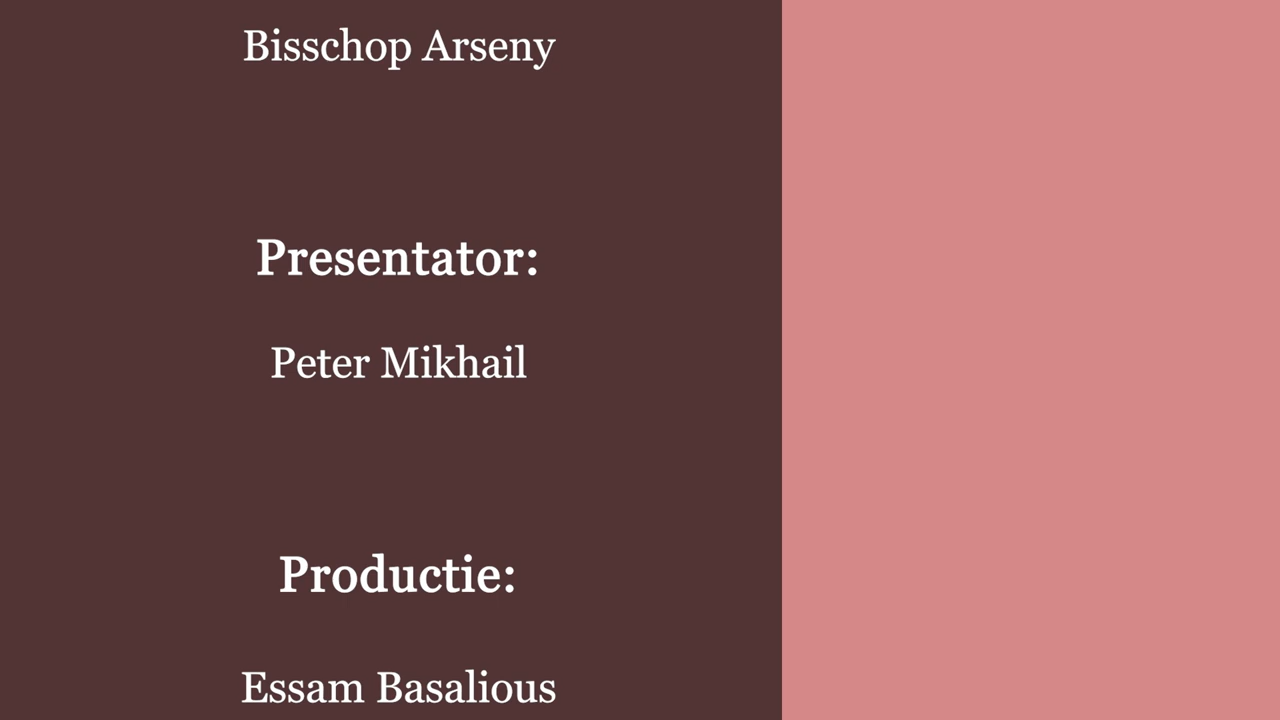 Bisschop Arseny
Presentator:
Peter Mikhail
Productie:
Essam Basalious